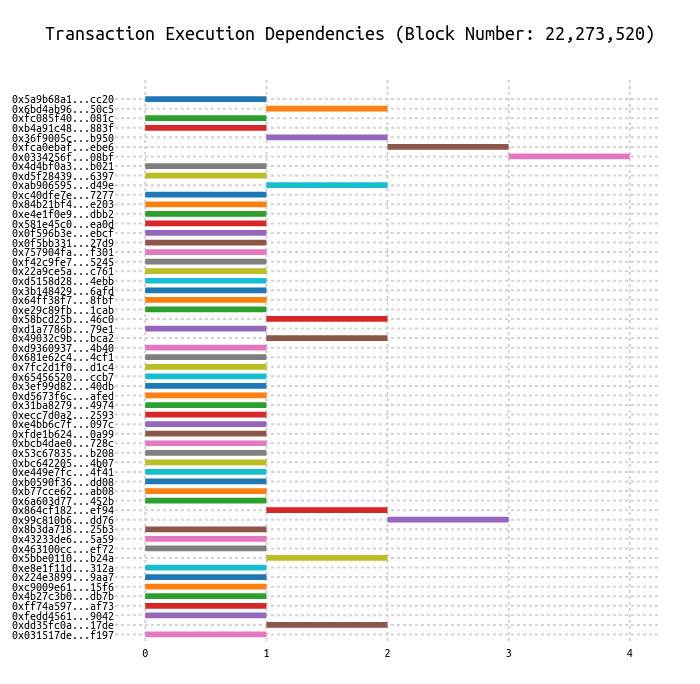 Transaction Execution Dependencies (Block Number: 22,273,520)
0x5a9b68a1...cc20
0x6bd4ab96...50c5
0xfc085f40...081c
0xb4a91c48...883f
0x36f9005c...b950
0xfca0ebaf...ebe6
0x0334256f...08bf
0x4d4bf0a3...b021
0xd5f28439...6397
0xab906595...d49e
0xc40dfe7e...7277
0x84b21bf4...e203
0xe4e1f0e9...dbb2
0x581e45c0...ea0d
0x0f596b3e...ebcf
0x0f5bb331...27d9
0x757904fa...f301
0xf42c9fe7...5245
0x22a9ce5a...c761
0xd5158d28...4ebb
0x3b148429...6afd
0x64ff38f7...8fbf
0xe29c89fb...1cab
0x58bcd25b...46c0
0xd1a7786b...79e1
0x49032c9b...bca2
0xd9360937...4b40
0x681e62c4...4cf1
0x7fc2d1f0...d1c4
0x65456520...ccb7
0x3ef99d82...40db
0xd5673f6c...afed
0x31ba8279...4974
0xecc7d0a2...2593
0xe4bb6c7f...097c
0xfde1b624...0a99
0xbcb4dae0...728c
0x53c67835...b208
0xbc642205...4b07
0xe449e7fc...4f41
0xb0590f36...dd08
0xb77cce62...ab08
0x6a603d77...452b
0x864cf182...ef94
0x99c810b6...dd76
0x8b3da718...25b3
0x43233de6...5a59
0x463100cc...ef72
0x5bbe0110...b24a
0xe8e1f11d...312a
0x224e3899...9aa7
0xc9009e61...15f6
0x4b27c3b0...db7b
0xff74a597...af73
0xfedd4561...9042
0xdd35fc0a...17de
0x031517de...f197
0 1 2 3 4